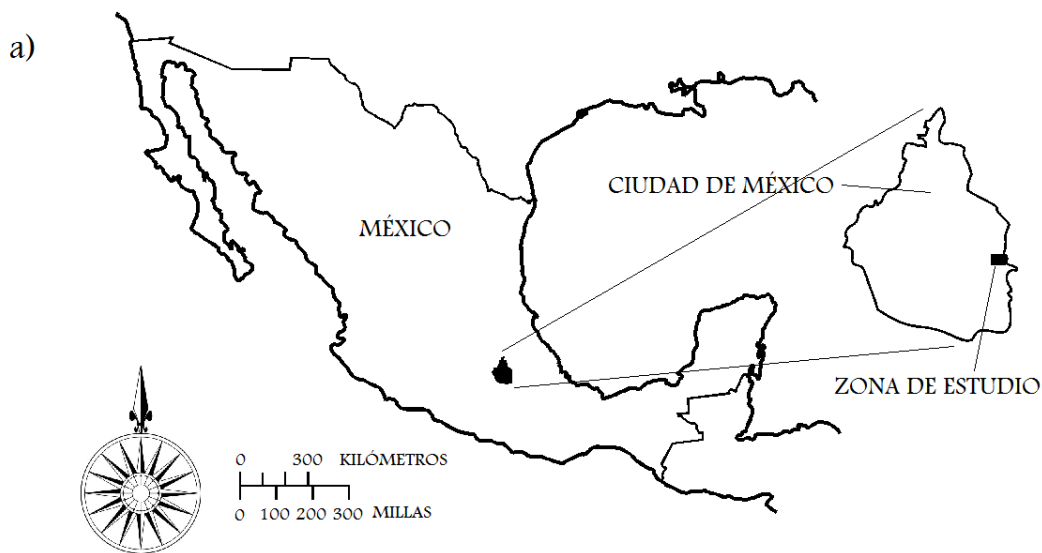 a)
CIUDAD DE MÉXICO
MÉXICO
ZONA DE ESTUDIO
0 300 KILÓMETROS
0 100 200 300 MILLAS